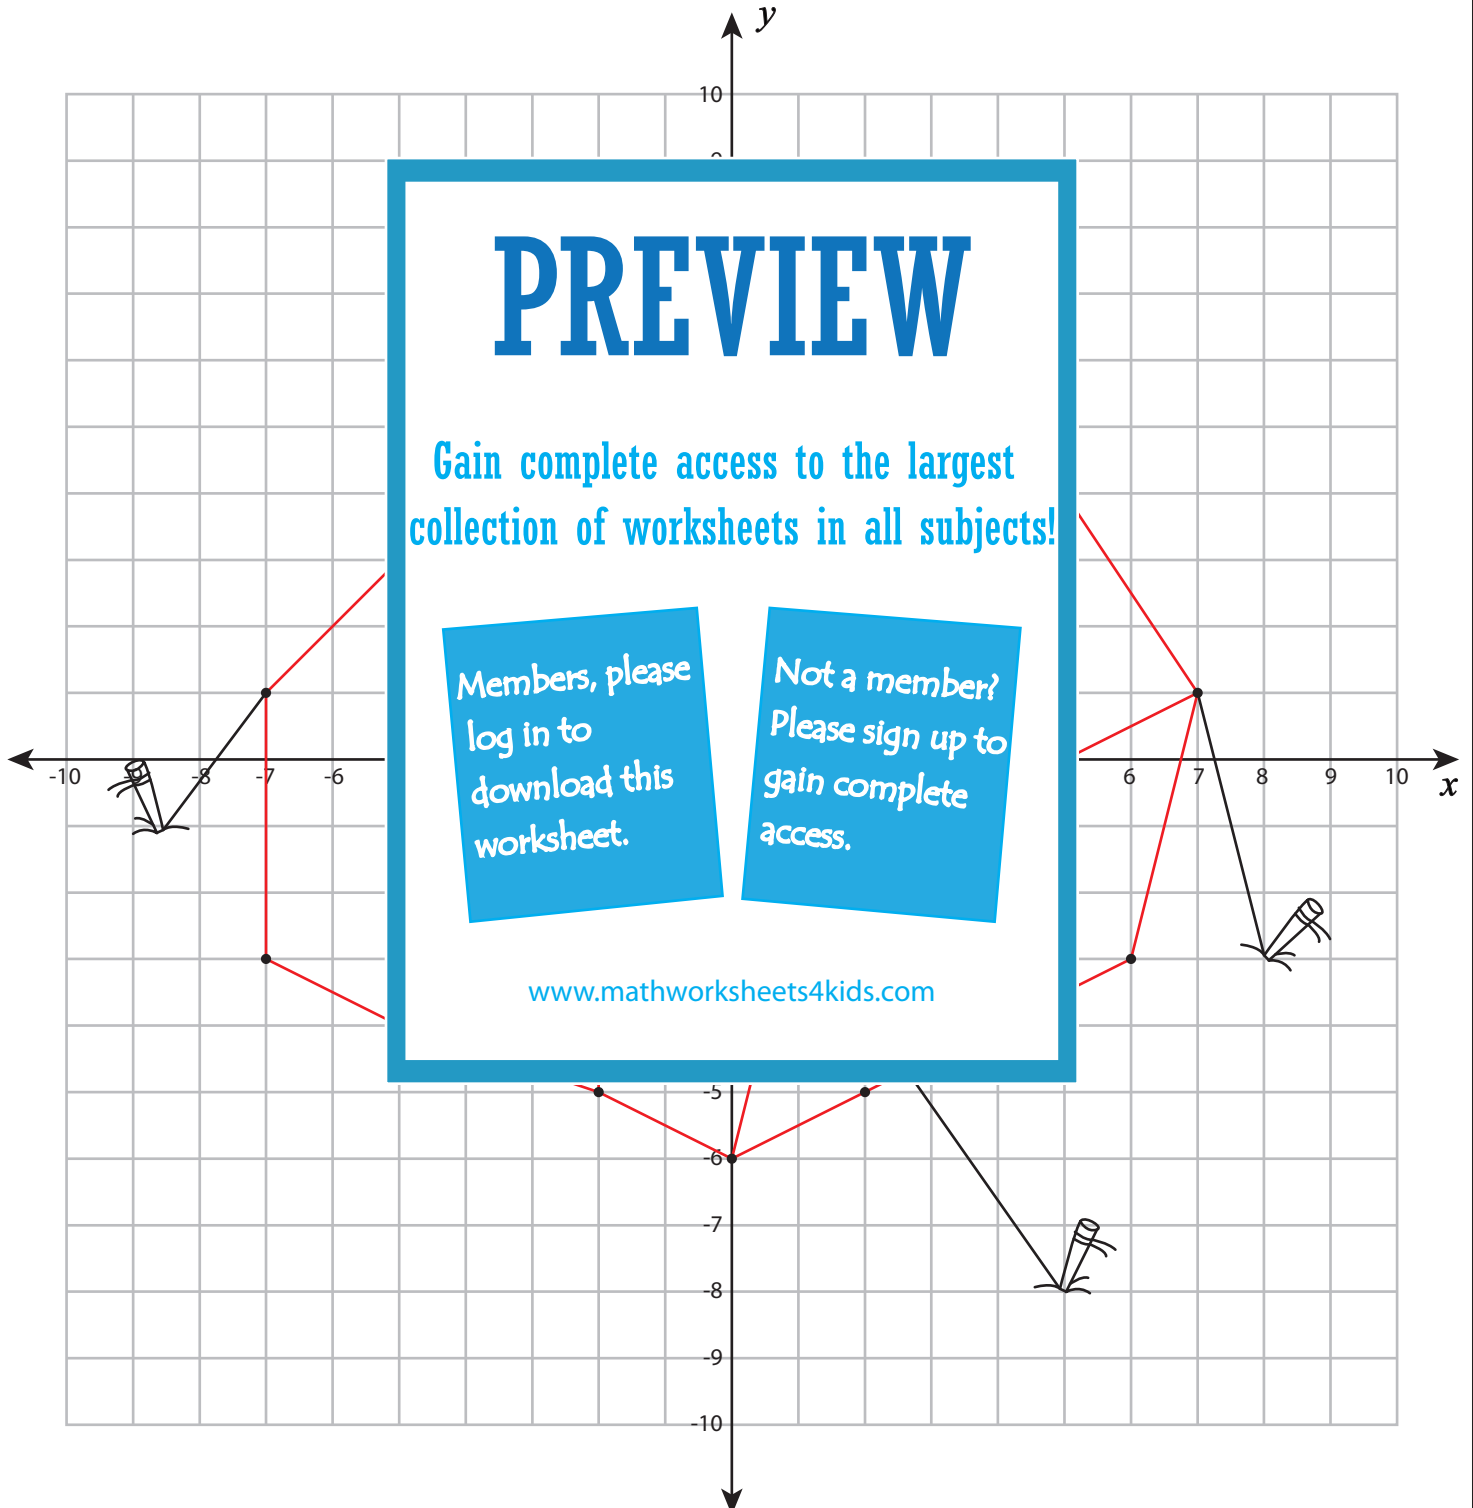 y
10
PREVIEW
Gain complete access to the largest
collection of worksheets in all subjects!
Members, please
log in to
download this
worksheet.
Not a member?
Please sign up to
gain complete
access.
-10 -9 -8 -7 -6 6 7 8 9 10
x
www.mathworksheets4kids.com
-5
-6
-7
-8
-9
-10